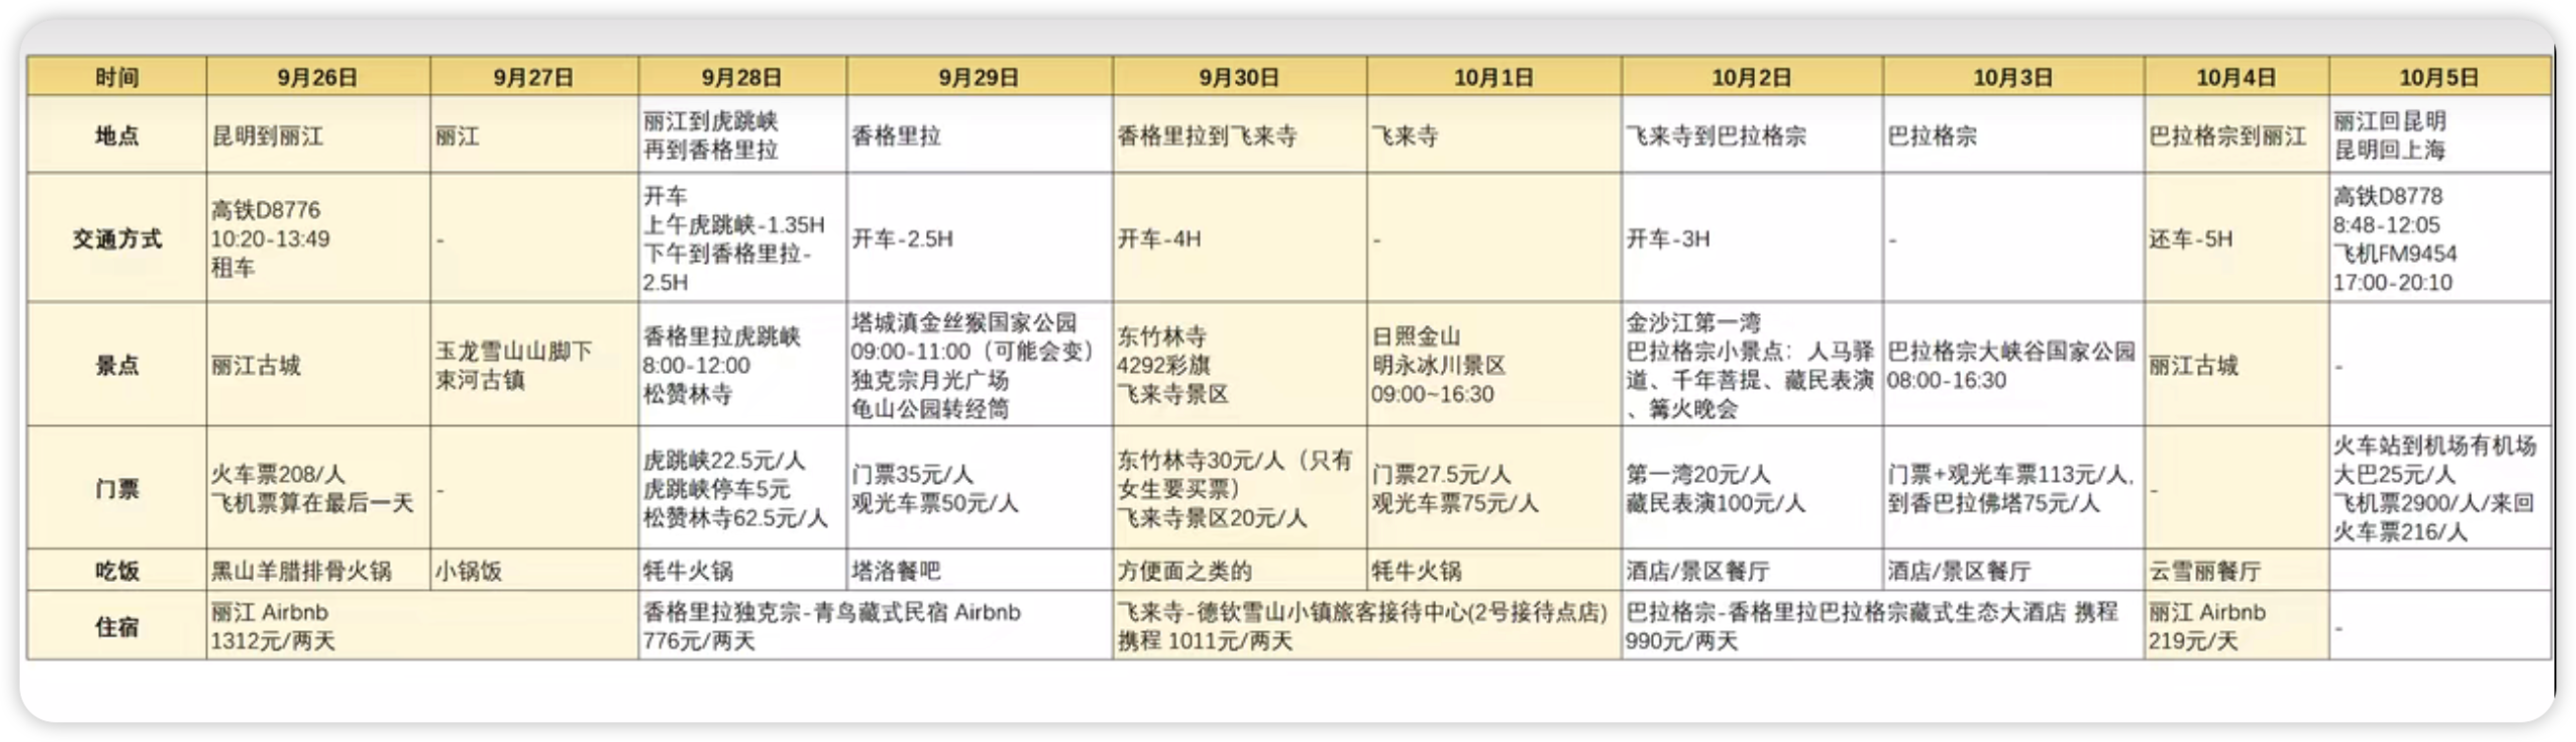 时间 9月26日 9月27日 9月28日 9月29日 9月30日 10月1日 10月2日 10月3日 10月4日 10月5日
地点
昆明到丽江
丽江
丽江到虎跳峡
再到香格里拉
香格里拉
香格里拉到飞来寺
飞来寺
飞来寺到巴拉格宗
巴拉格宗
巴拉格宗到丽江
丽江回昆明
昆明回上海
交通方式
高铁D8776
10:20-13:49
租车
-
开车
上午虎跳峡-1.35H
下午到香格里拉-
2.5H
开车-2.5H
开车-4H
-
开车-3H
-
还车-5H
高铁D8778
8:48-12:05
飞机FM9454
17:00-20:10
景点
丽江古城
玉龙雪山山脚下
束河古镇
香格里拉虎跳峡
8:00-12:00
松赞林寺
塔城滇金丝猴国家公园
09:00-11:00（可能会变）
独克宗月光广场
龟山公园转经筒
东竹林寺
4292彩旗
飞来寺景区
日照金山
明永冰川景区
09:00~16:30
金沙江第一湾
巴拉格宗小景点：人马驿
道、千年菩提、藏民表演
、篝火晚会
巴拉格宗大峡谷国家公园
08:00-16:30
丽江古城
-
门票
火车票208/人
飞机票算在最后一天
-
虎跳峡22.5元/人
虎跳峡停车5元
松赞林寺62.5元/人
门票35元/人
观光车票50元/人
东竹林寺30元/人（只有
女生要买票）
飞来寺景区20元/人
门票27.5元/人
观光车票75元/人
第一湾20元/人
藏民表演100元/人
门票+观光车票113元/人,
到香巴拉佛塔75元/人
-
火车站到机场有机场
大巴25元/人
飞机票2900/人/来回
火车票216/人
吃饭
黑山羊腊排骨火锅
小锅饭
牦牛火锅
塔洛餐吧
方便面之类的
牦牛火锅
酒店/景区餐厅
酒店/景区餐厅
云雪丽餐厅
住宿
丽江 Airbnb
1312元/两天
香格里拉独克宗-青鸟藏式民宿 Airbnb
776元/两天
飞来寺-德钦雪山小镇旅客接待中心(2号接待点店)
携程 1011元/两天
巴拉格宗-香格里拉巴拉格宗藏式生态大酒店 携程
990元/两天
丽江 Airbnb
219元/天
-